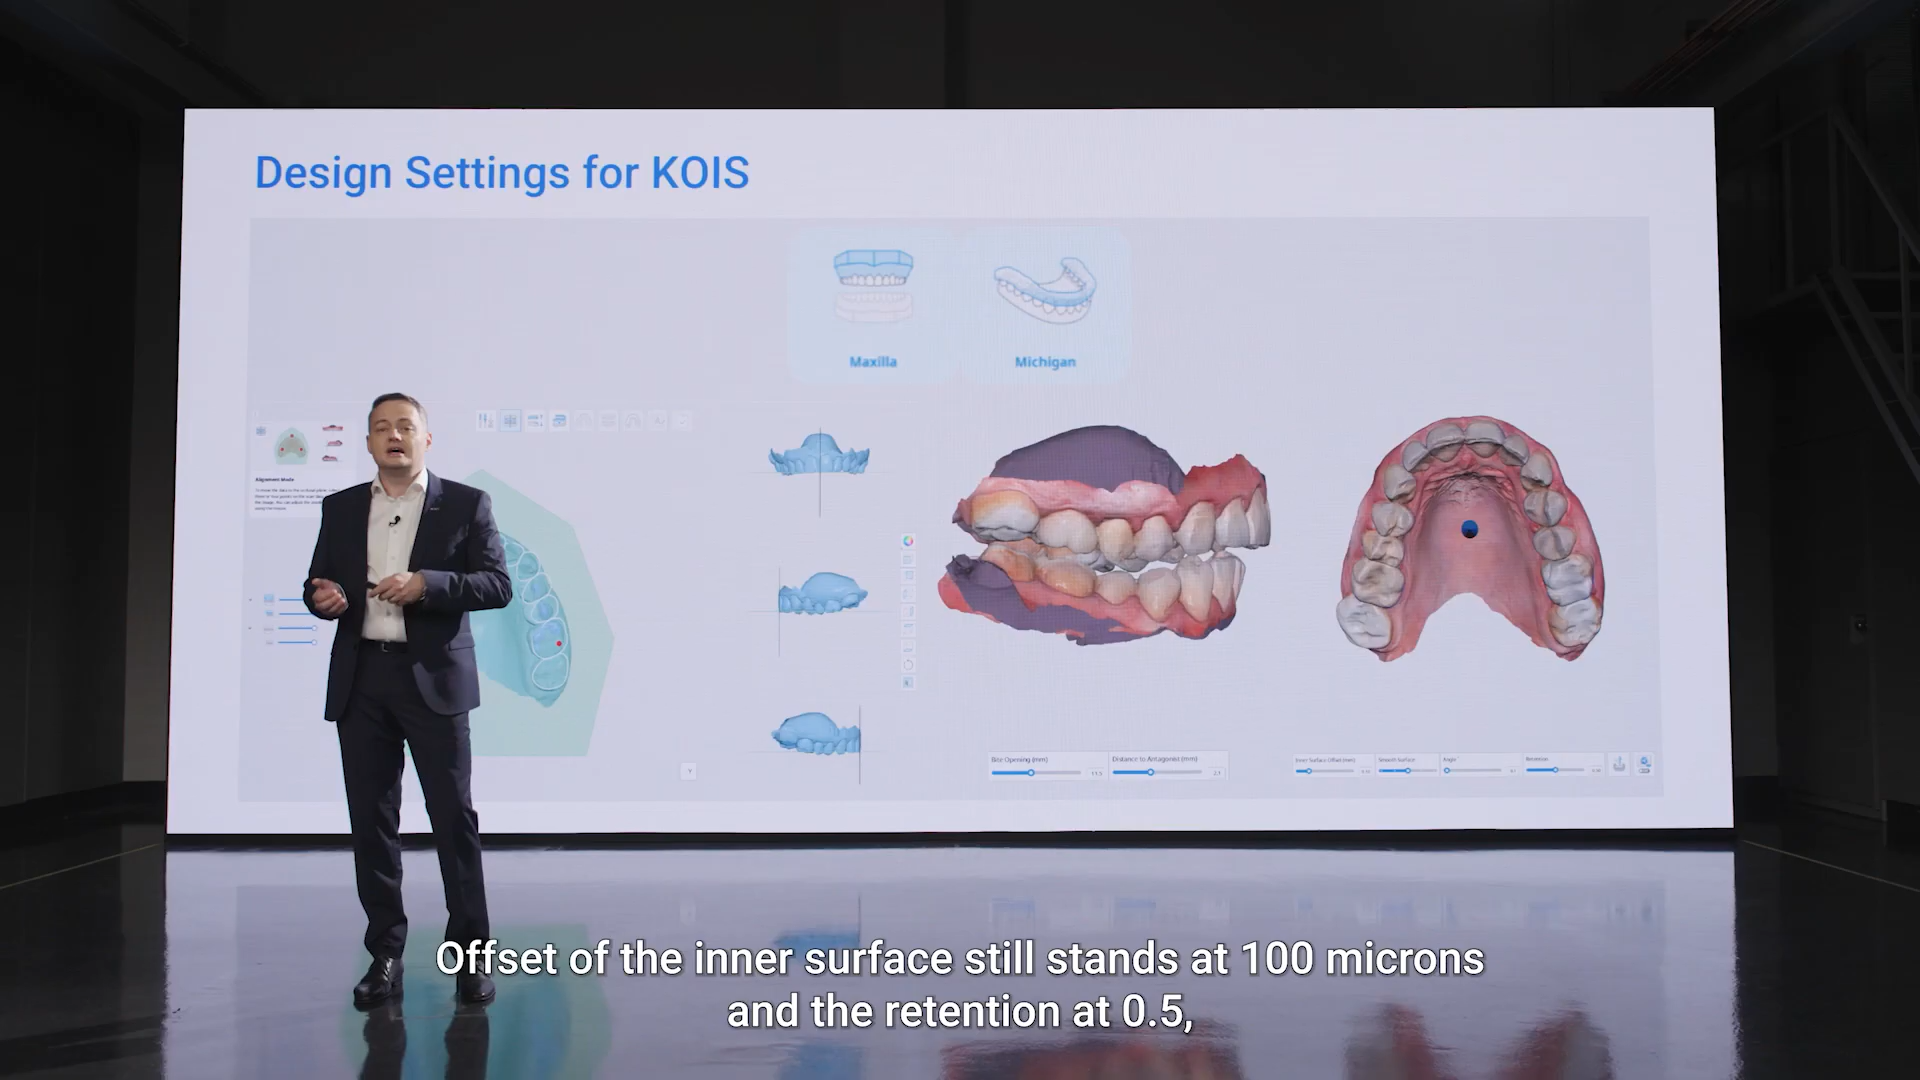 Design Settings for KOIS
Maxilla
Michigan
Alignment Mode
Bite Opening (mm)
Distance to Antagonist (mm)
Inner Surface Offset (mm)
Smooth Surface
Angle
Retention
Offset of the inner surface still stands at 100 microns
and the retention at 0.5,